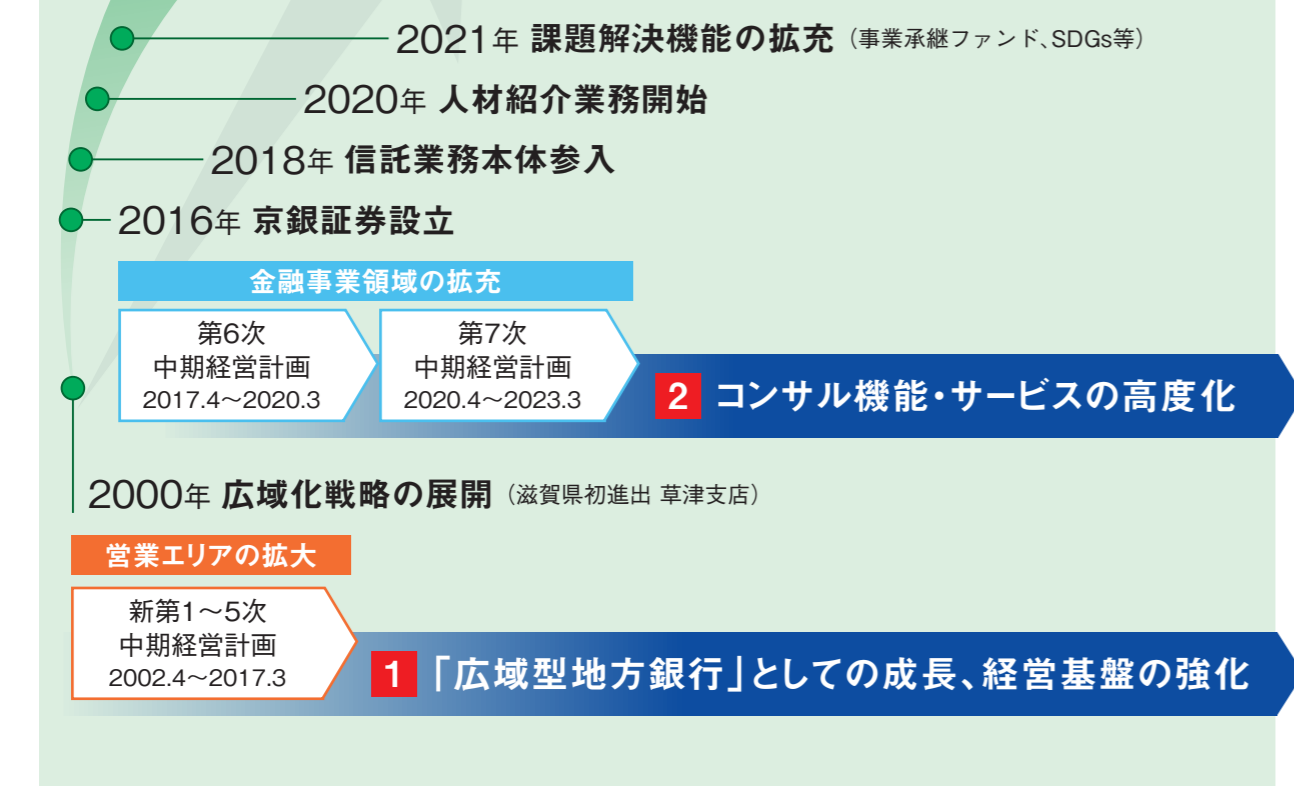 2021年 課題解決機能の拡充（事業承継ファンド、SDGs等）
2020年 人材紹介業務開始
2018年 信託業務本体参入
2016年 京銀証券設立
金融事業領域の拡充
第6次
中期経営計画
2017.4〜2020.3
第7次
中期経営計画
2020.4〜2023.3
2 コンサル機能・サービスの高度化
2000年 広域化戦略の展開（滋賀県初進出 草津支店）
営業エリアの拡大
新第1〜5次
中期経営計画
2002.4〜2017.3
1 「広域型地方銀行」としての成長、経営基盤の強化